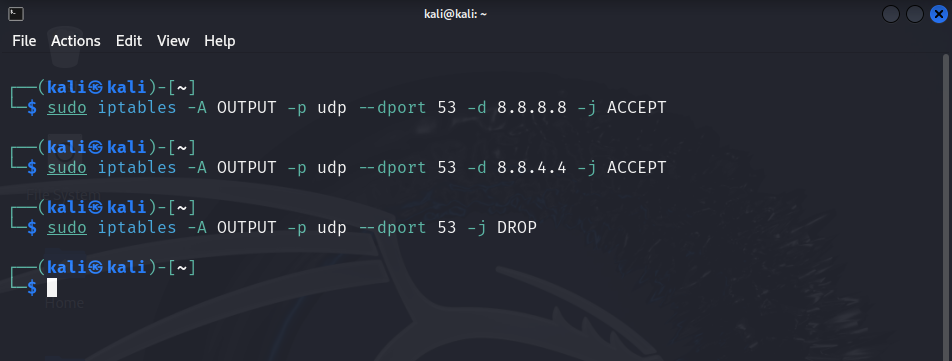 kali@kali: ~
File Actions Edit View Help
┌──(kali㉿kali)-[~]
└─$ sudo iptables -A OUTPUT -p udp --dport 53 -d 8.8.8.8 -j ACCEPT
┌──(kali㉿kali)-[~]
└─$ sudo iptables -A OUTPUT -p udp --dport 53 -d 8.8.4.4 -j ACCEPT
┌──(kali㉿kali)-[~]
└─$ sudo iptables -A OUTPUT -p udp --dport 53 -j DROP
┌──(kali㉿kali)-[~]
└─$
Home